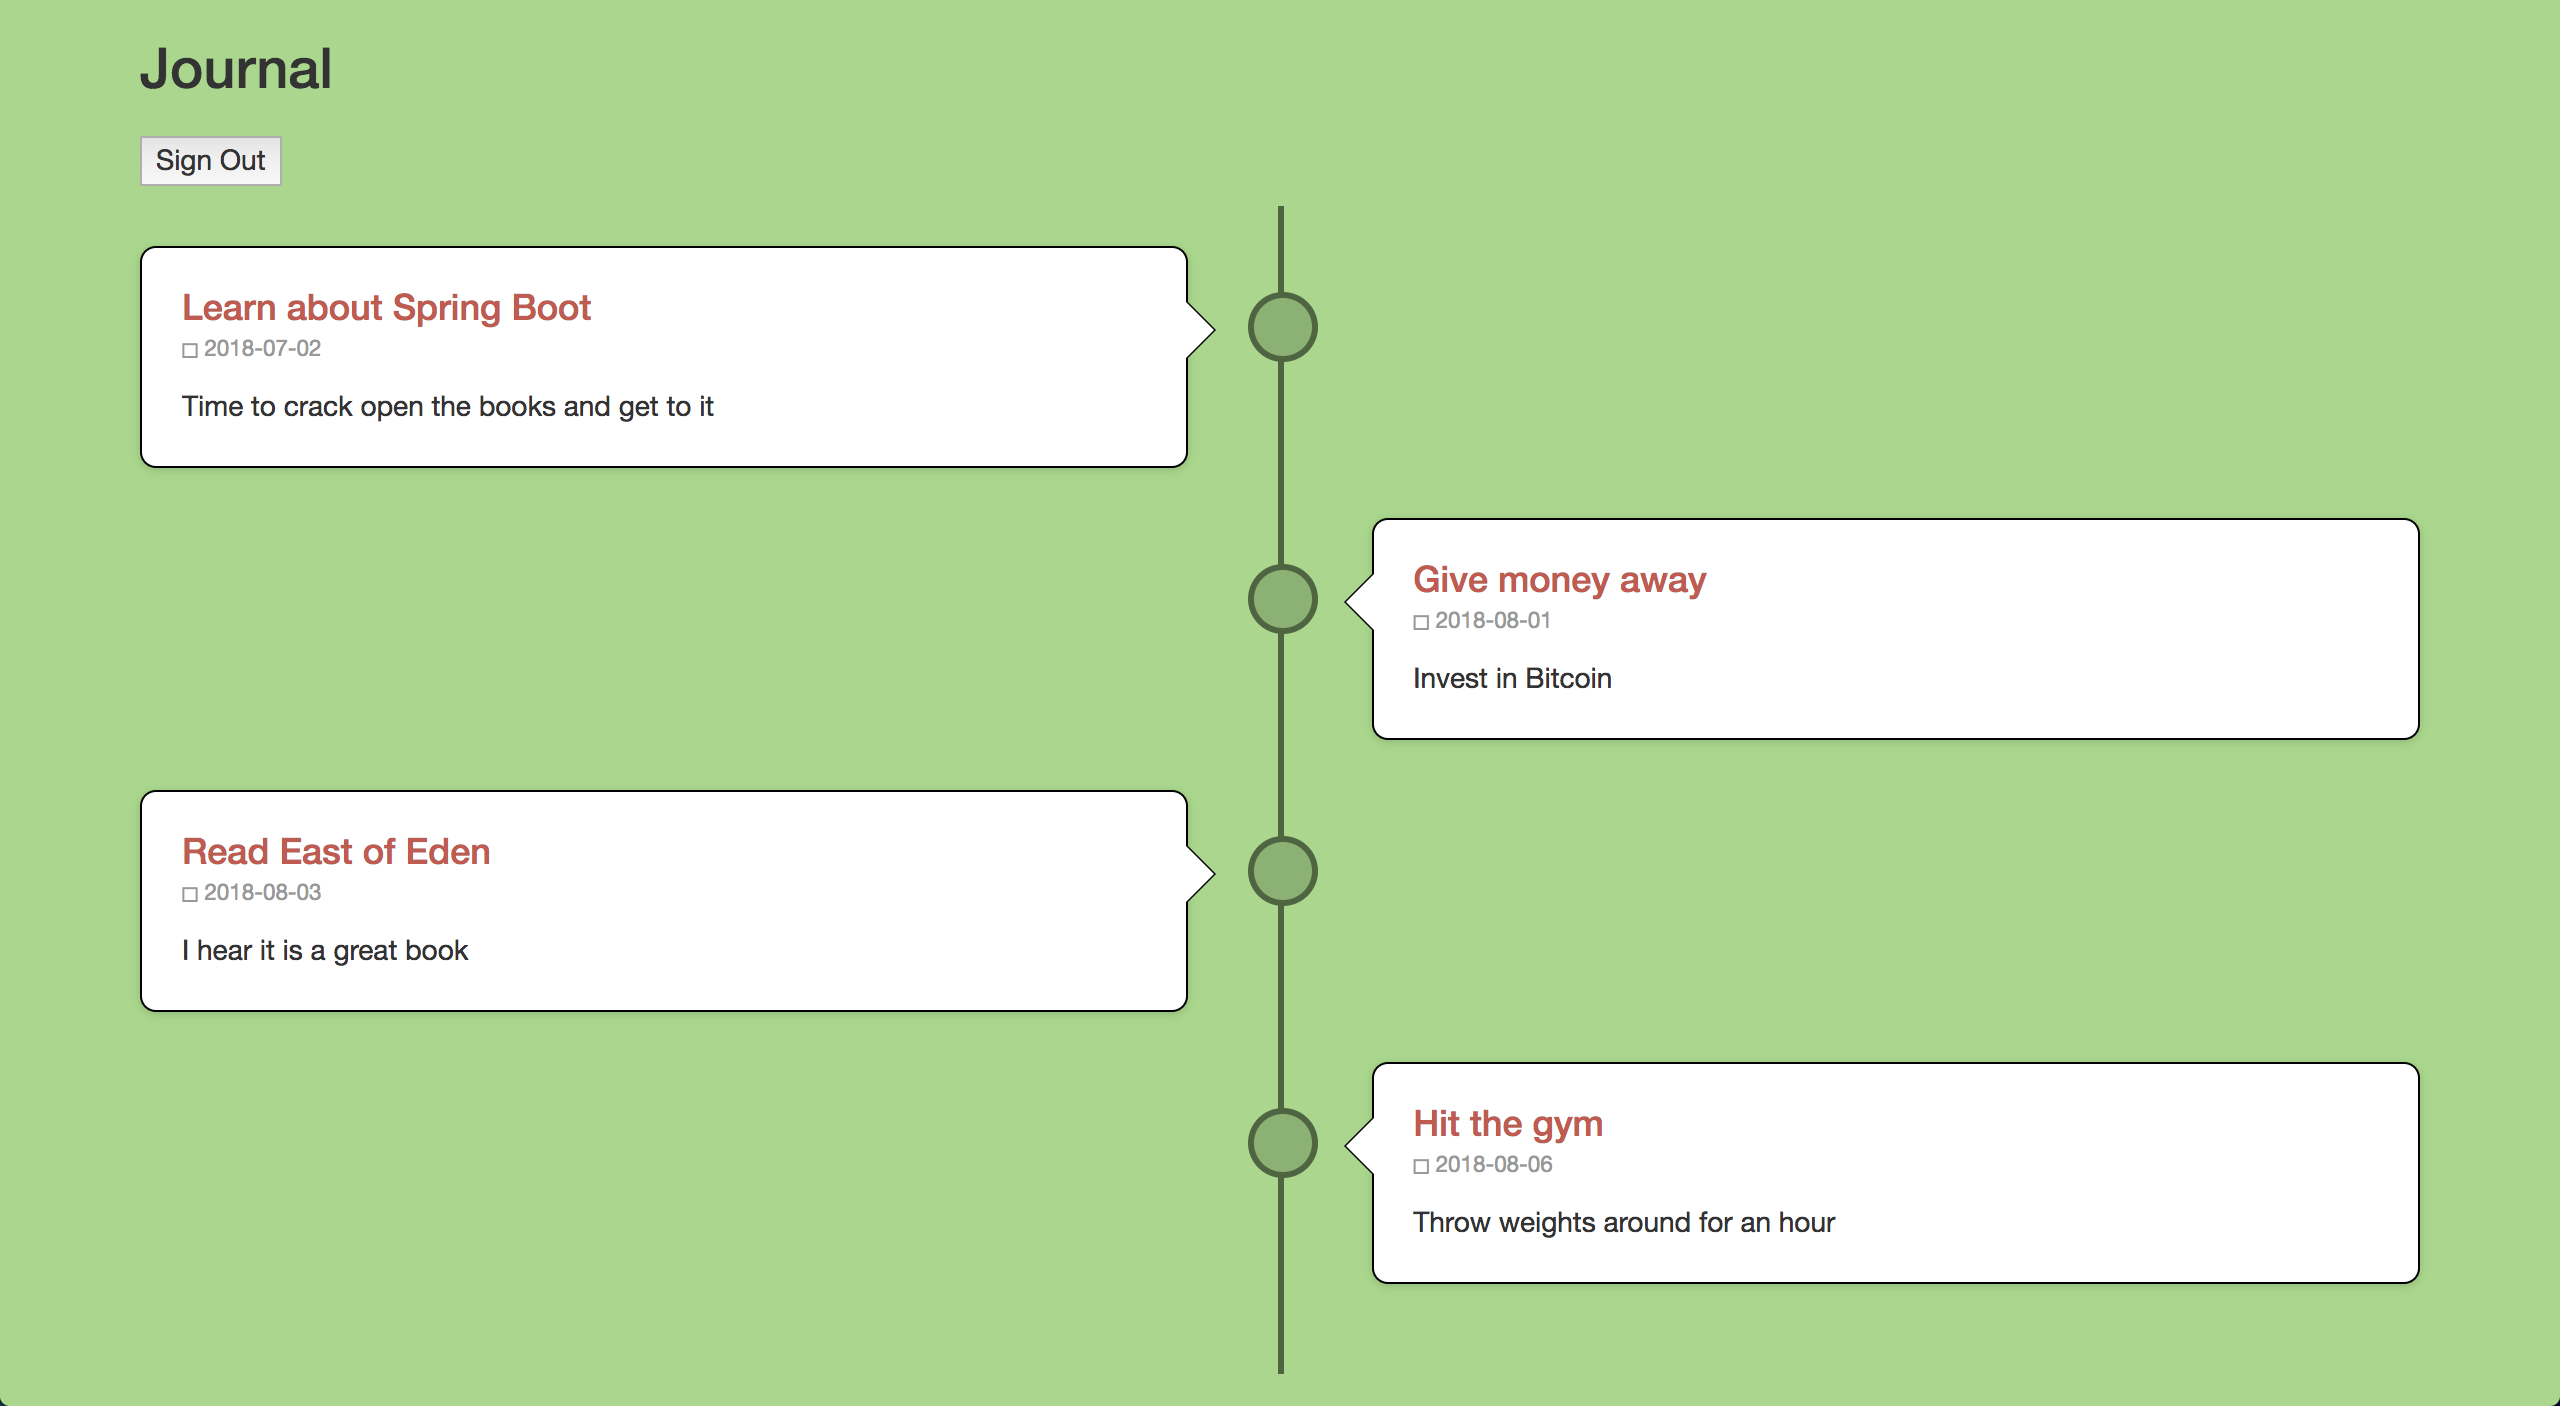 Journal
Sign Out
Learn about Spring Boot
2018-07-02
Time to crack open the books and get to it
Give money away
2018-08-01
Invest in Bitcoin
Read East of Eden
2018-08-03
I hear it is a great book
Hit the gym
2018-08-06
Throw weights around for an hour